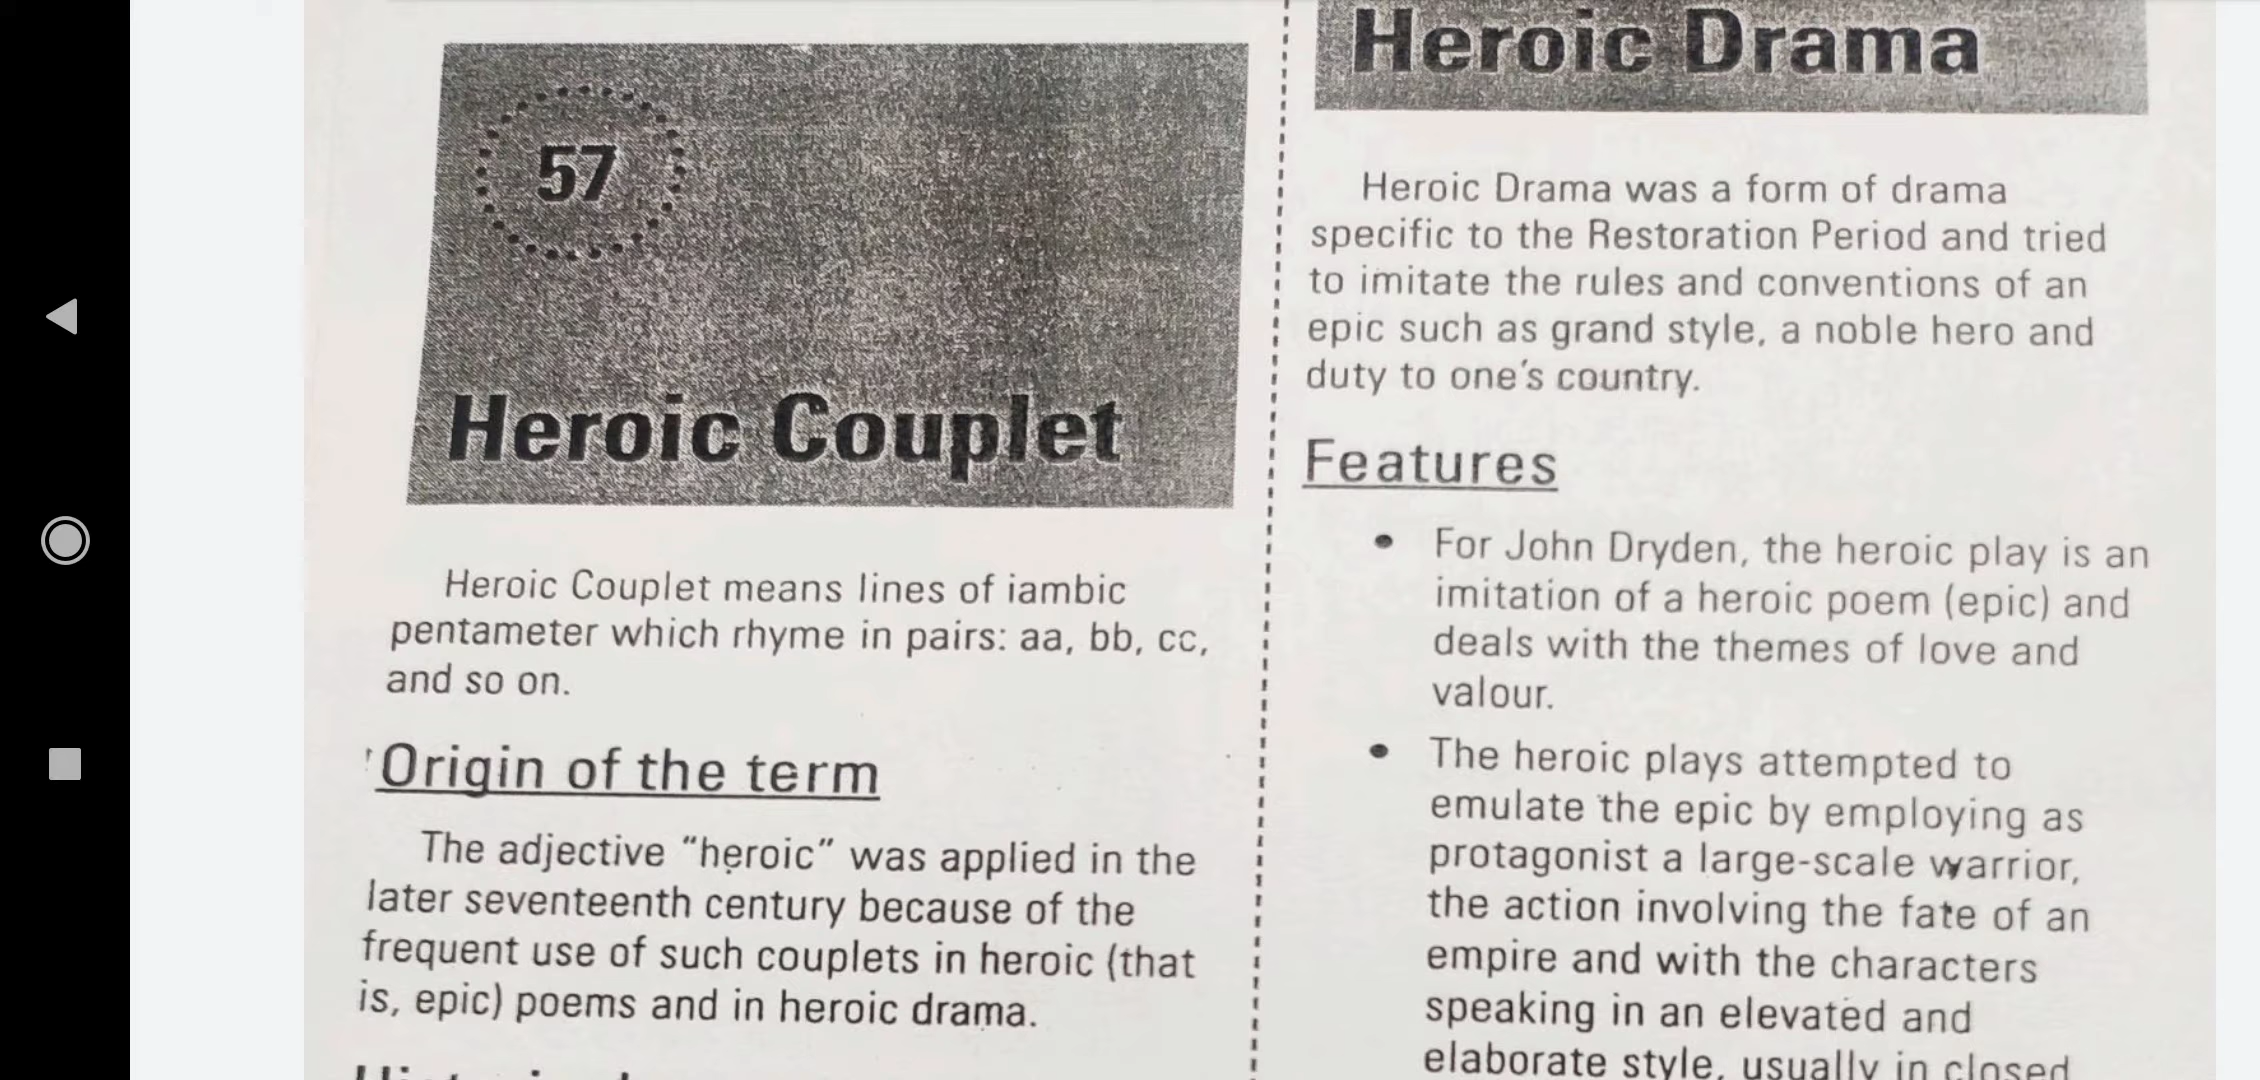 57
Heroic Couplet
Heroic Couplet means lines of iambic
pentameter which rhyme in pairs: aa, bb, cc,
and so on.
Origin of the term
The adjective “heroic” was applied in the
later seventeenth century because of the
frequent use of such couplets in heroic (that
is, epic) poems and in heroic drama.
Heroic Drama
Heroic Drama was a form of drama
specific to the Restoration Period and tried
to imitate the rules and conventions of an
epic such as grand style, a noble hero and
duty to one's country.
Features
• For John Dryden, the heroic play is an
imitation of a heroic poem (epic) and
deals with the themes of love and
valour.
• The heroic plays attempted to
emulate the epic by employing as
protagonist a large-scale warrior,
the action involving the fate of an
empire and with the characters
speaking in an elevated and
elaborate style, usually in closed